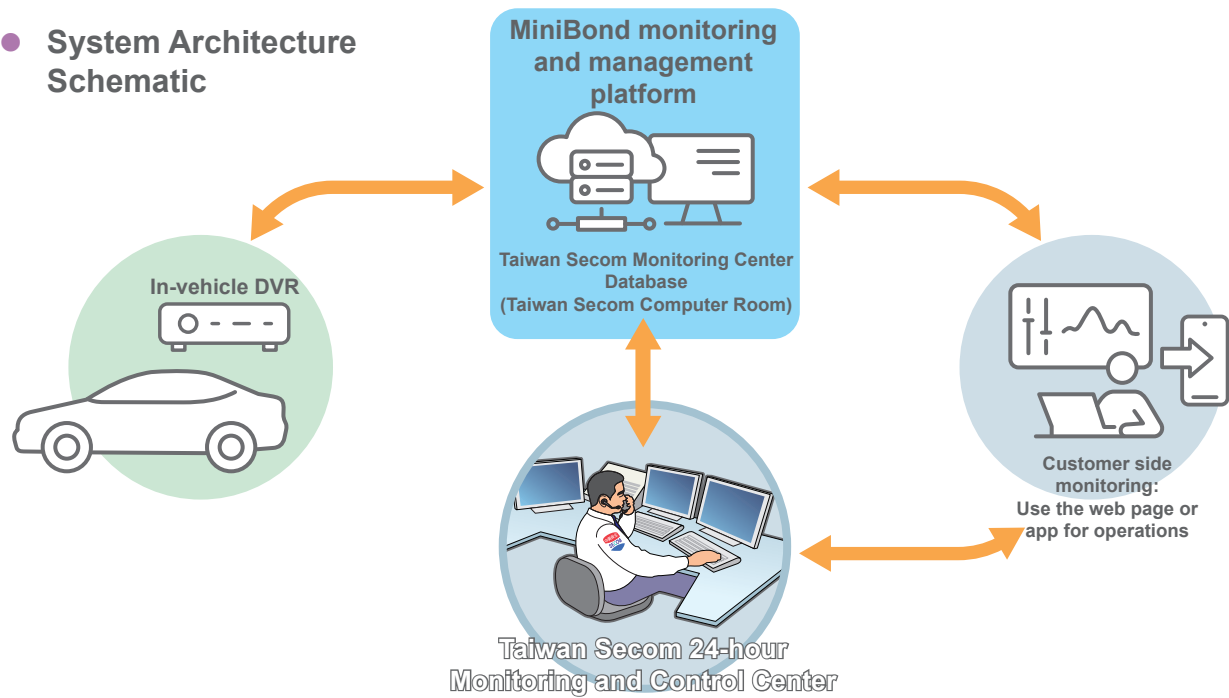 System Architecture
Schematic
MiniBond monitoring
and management
platform
Taiwan Secom Monitoring Center
Database
(Taiwan Secom Computer Room)
In-vehicle DVR
Customer side
monitoring:
Use the web page or
app for operations
Taiwan Secom 24-hour
Monitoring and Control Center